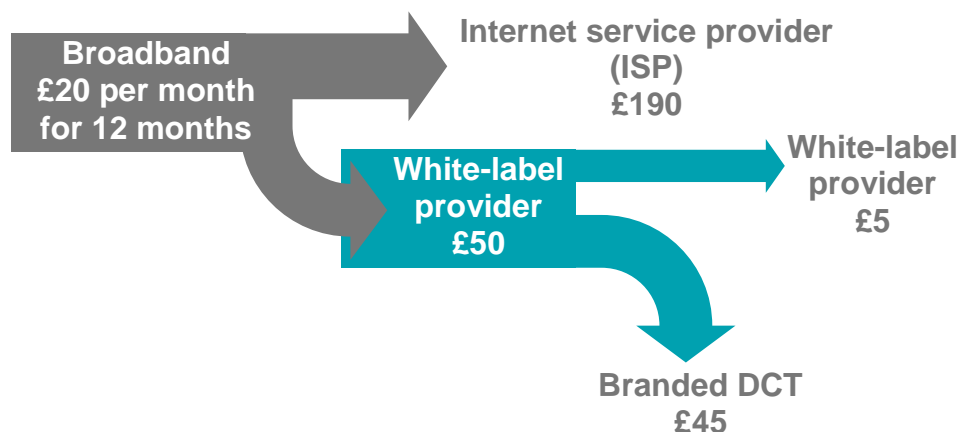 Broadband
£20 per month
for 12 months
Internet service provider
(ISP)
£190
White-label
provider
£50
White-label
provider
£5
Branded DCT
£45